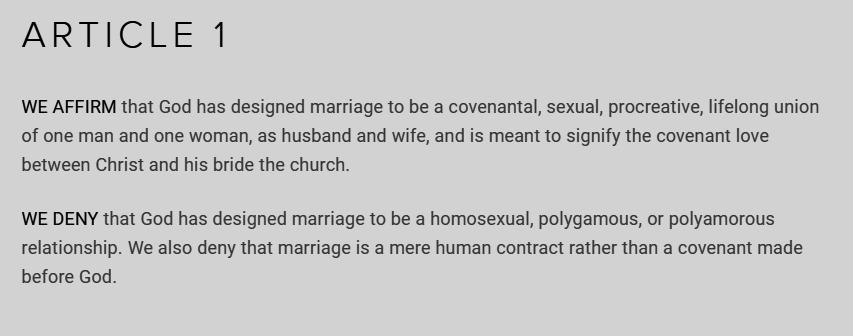 ARTICLE 1
WE AFFIRM that God has designed marriage to be a covenantal, sexual, procreative, lifelong union
of one man and one woman, as husband and wife, and is meant to signify the covenant love
between Christ and his bride the church.
WE DENY that God has designed marriage to be a homosexual, polygamous, or polyamorous
relationship. We also deny that marriage is a mere human contract rather than a covenant made
before God.